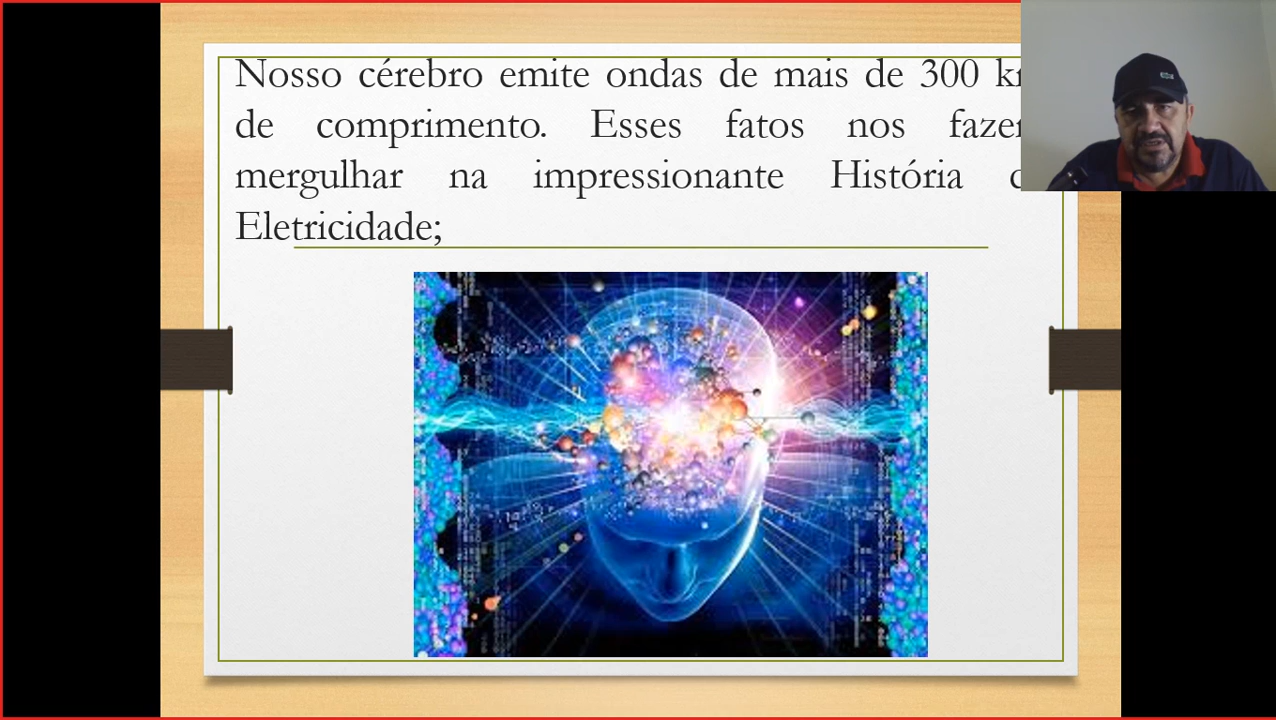 Nosso cérebro emite ondas de mais de 300
de comprimento. Esses fatos nos
mergulhar na impressionante História
Eletricidade;